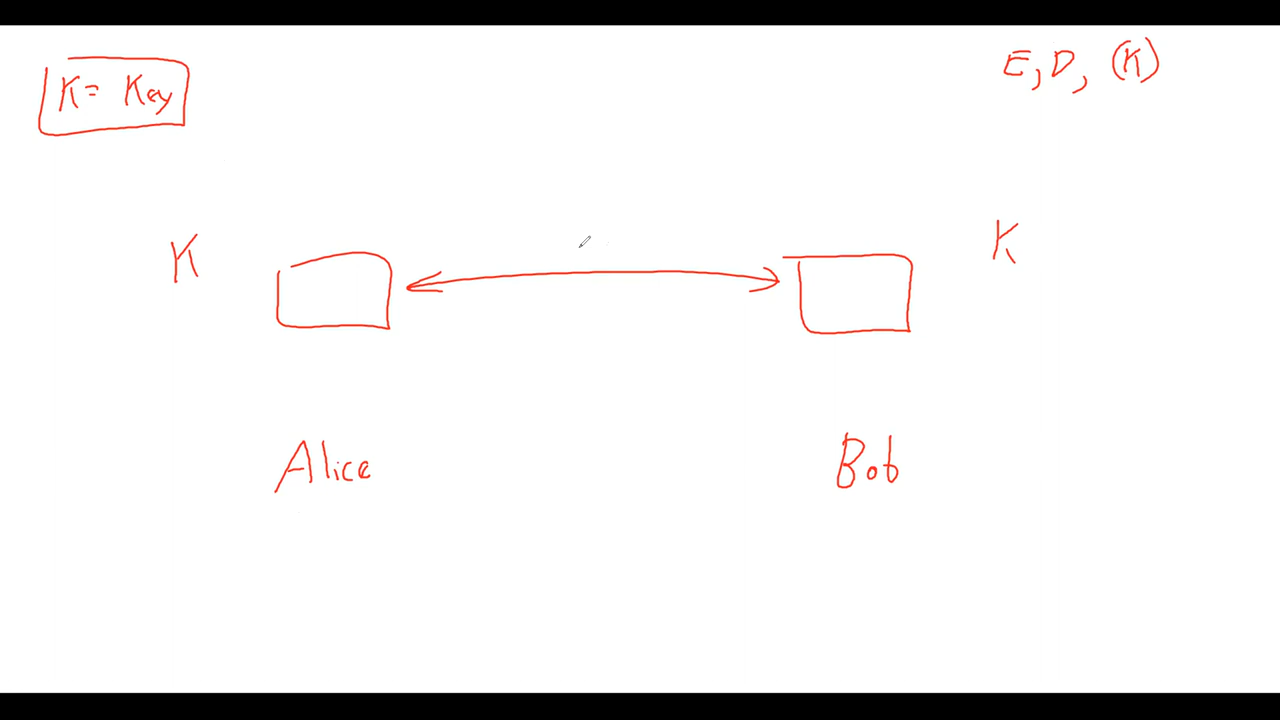 K = Key
E, D, (K)
K
K
Alice
Bob